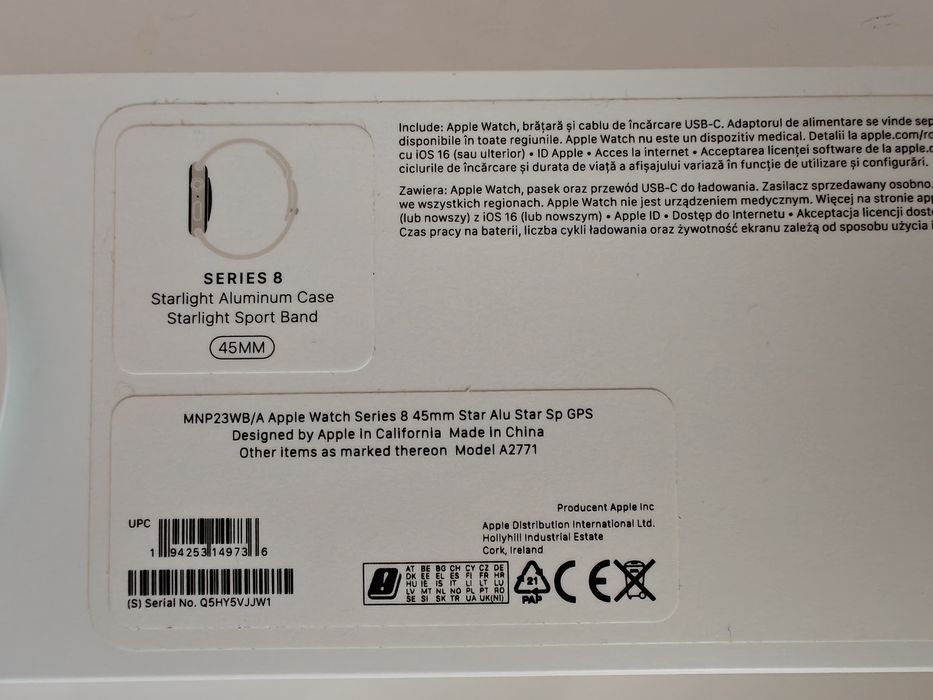 SERIES 8
Starlight Aluminum Case
Starlight Sport Band
45MM
Include: Apple Watch, brățară și cablu de încărcare USB-C. Adaptorul de alimentare se vinde sep
disponibile în toate regiunile. Apple Watch nu este un dispozitiv medical. Detalii la apple.com/ro
cu iOS 16 (sau ulterior) • ID Apple • Acces la internet • Acceptarea licenței software de la apple.c
ciclurile de încărcare și durata de viață a afișajului variază în funcție de utilizare și configurări.
Zawiera: Apple Watch, pasek oraz przewód USB-C do ładowania. Zasilacz sprzedawany osobno.
we wszystkich regionach. Apple Watch nie jest urządzeniem medycznym. Więcej na stronie app
(lub nowszy) z iOS 16 (lub nowszym) • Apple ID • Dostęp do Internetu • Akceptacja licencji dost
Czas pracy na baterii, liczba cykli ładowania oraz żywotność ekranu zależą od sposobu użycia i
MNP23WB/A Apple Watch Series 8 45mm Star Alu Star Sp GPS
Designed by Apple in California Made in China
Other items as marked thereon Model A2771
UPC
1 94253 14973 6
(S) Serial No. Q5HY5VJJW1
Producent Apple Inc
Apple Distribution International Ltd.
Hollyhill Industrial Estate
Cork, Ireland
AT BE BG CH CY CZ DE
DK EE EL ES FI FR HR
HU IE IS IT LI LT LU
LV MT NL NO PL PT RO
SE SI SK TR UA UK(NI)
21
PAP
CE